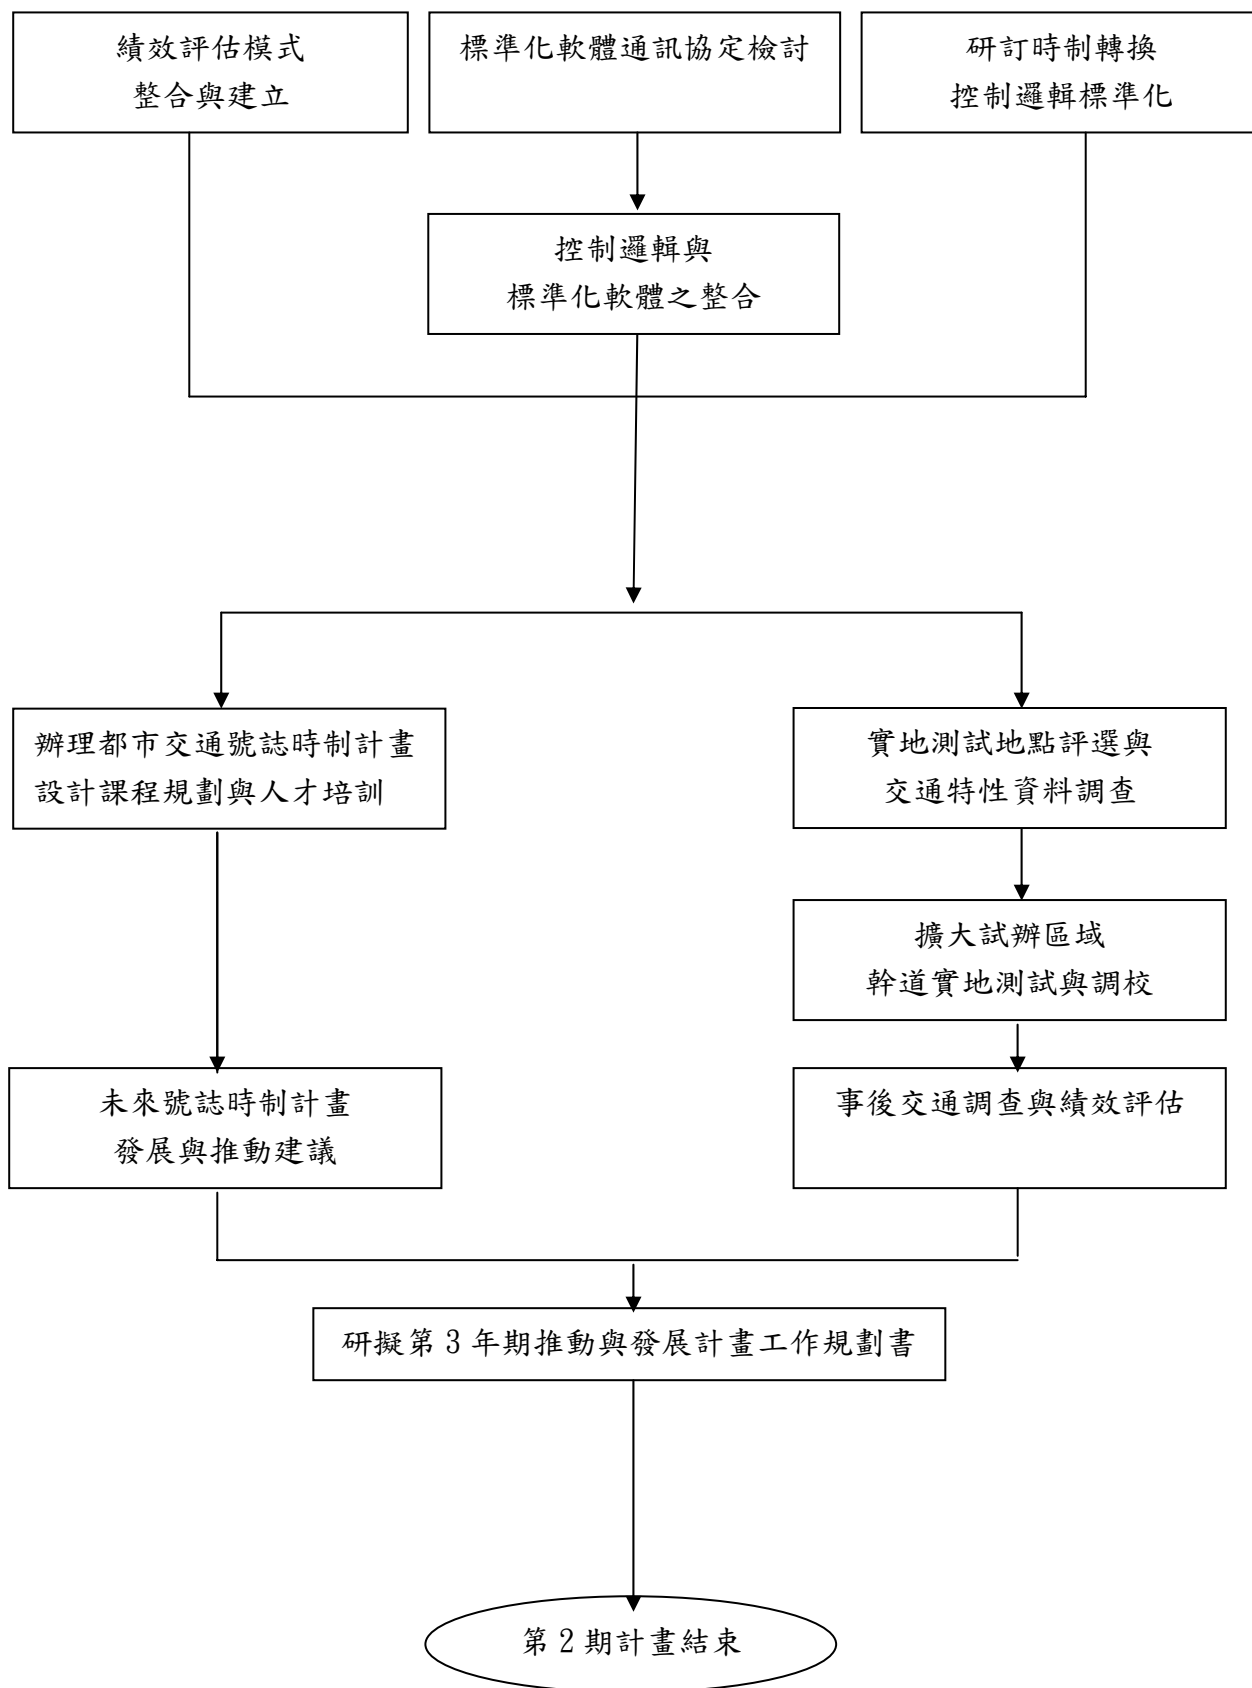 績效評估模式
整合與建立
標準化軟體通訊協定檢討
研訂時制轉換
控制邏輯標準化
控制邏輯與
標準化軟體之整合
辦理都市交通號誌時制計畫
設計課程規劃與人才培訓
實地測試地點評選與
交通特性資料調查
擴大試辦區域
幹道實地測試與調校
未來號誌時制計畫
發展與推動建議
事後交通調查與績效評估
研擬第 3 年期推動與發展計畫工作規劃書
第 2 期計畫結束